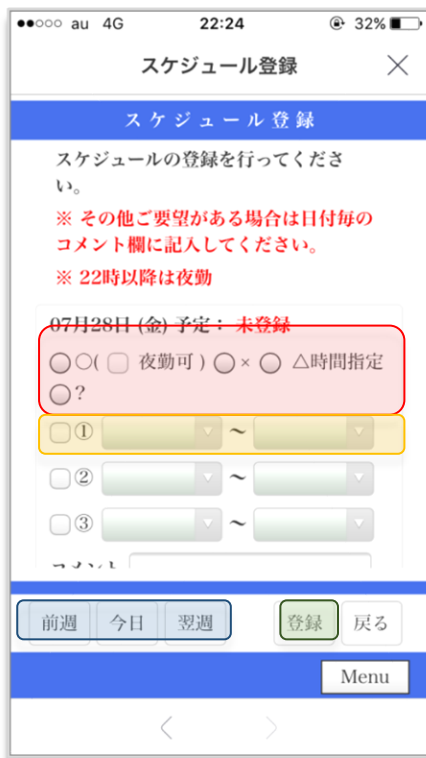 au 4G 22:24 32%
スケジュール登録
スケジュール登録
スケジュールの登録を行ってくださ
い。
※ その他ご要望がある場合は日付毎の
コメント欄に記入してください。
※ 22時以降は夜勤
07月28日 (金) 予定： 未登録
○( 夜勤可 ) × △時間指定
?
① ～
② ～
③ ～
コメント
前週 今日 翌週 登録 戻る
Menu